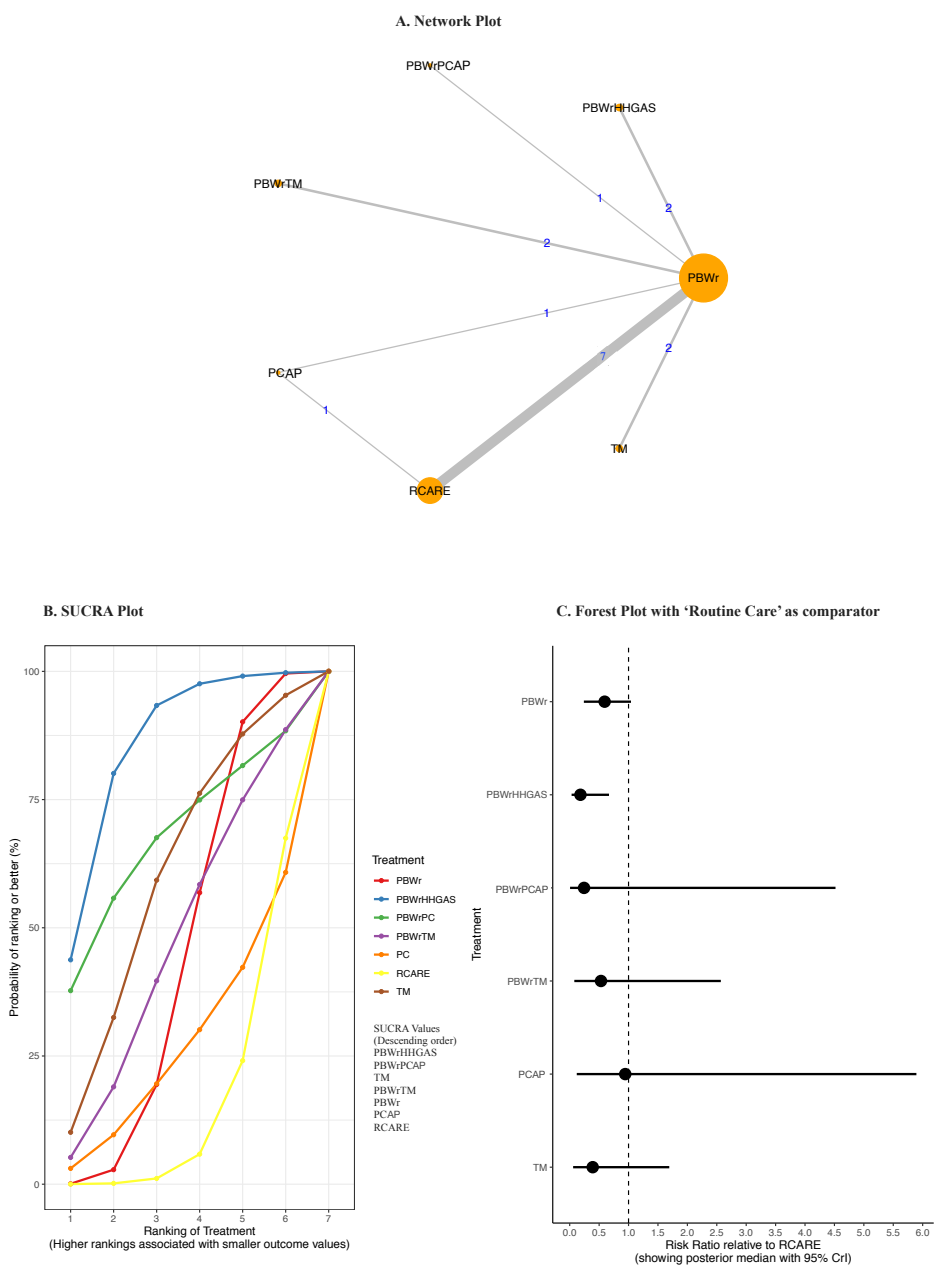 A. Network Plot
PBWrPCAP
PBWrHHGAS
PBWrTM
1
2
2
PBWr
1
7
2
PCAP
1
TM
RCARE
B. SUCRA Plot
Probability of ranking or better (%)
100
75
50
25
0
1 2 3 4 5 6 7
Ranking of Treatment
(Higher rankings associated with smaller outcome values)
Treatment
PBWr
PBWrHHGAS
PBWrPC
PBWrTM
PC
RCARE
TM
SUCRA Values
(Descending order)
PBWrHHGAS
PBWrPCAP
TM
PBWrTM
PBWr
PCAP
RCARE
C. Forest Plot with ‘Routine Care’ as comparator
Treatment
PBWr
PBWrHHGAS
PBWrPCAP
PBWrTM
PCAP
TM
0.0 0.5 1.0 1.5 2.0 2.5 3.0 3.5 4.0 4.5 5.0 5.5 6.0
Risk Ratio relative to RCARE
(showing posterior median with 95% CrI)